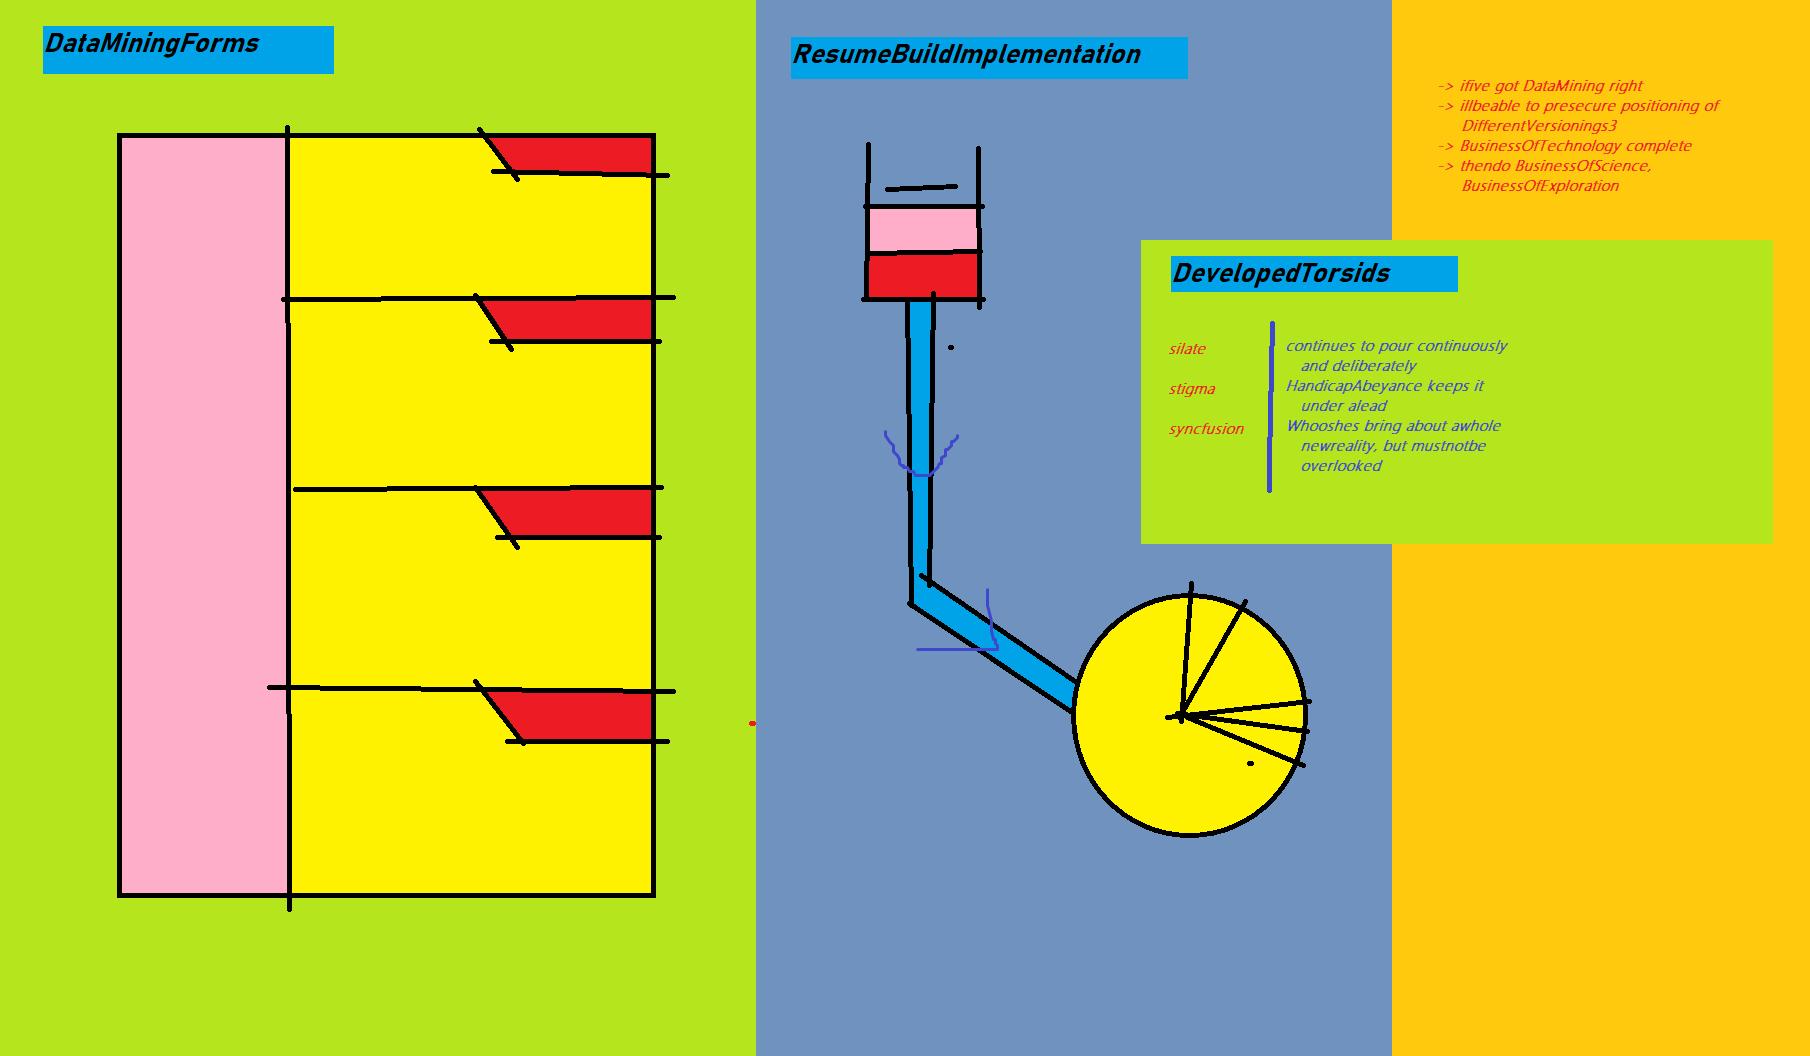 DataMiningForms
ResumeBuildImplementation
-> ifive got DataMining right
-> illbeable to presecure positioning of
DifferentVersionings3
-> BusinessOfTechnology complete
-> thendo BusinessOfScience,
BusinessOfExploration
DevelopedTorsids
silate
continues to pour continuously
and deliberately
stigma
HandicapAbeyance keeps it
under alead
syncfusion
Whooshes bring about awhole
newreality, but mustnotbe
overlooked